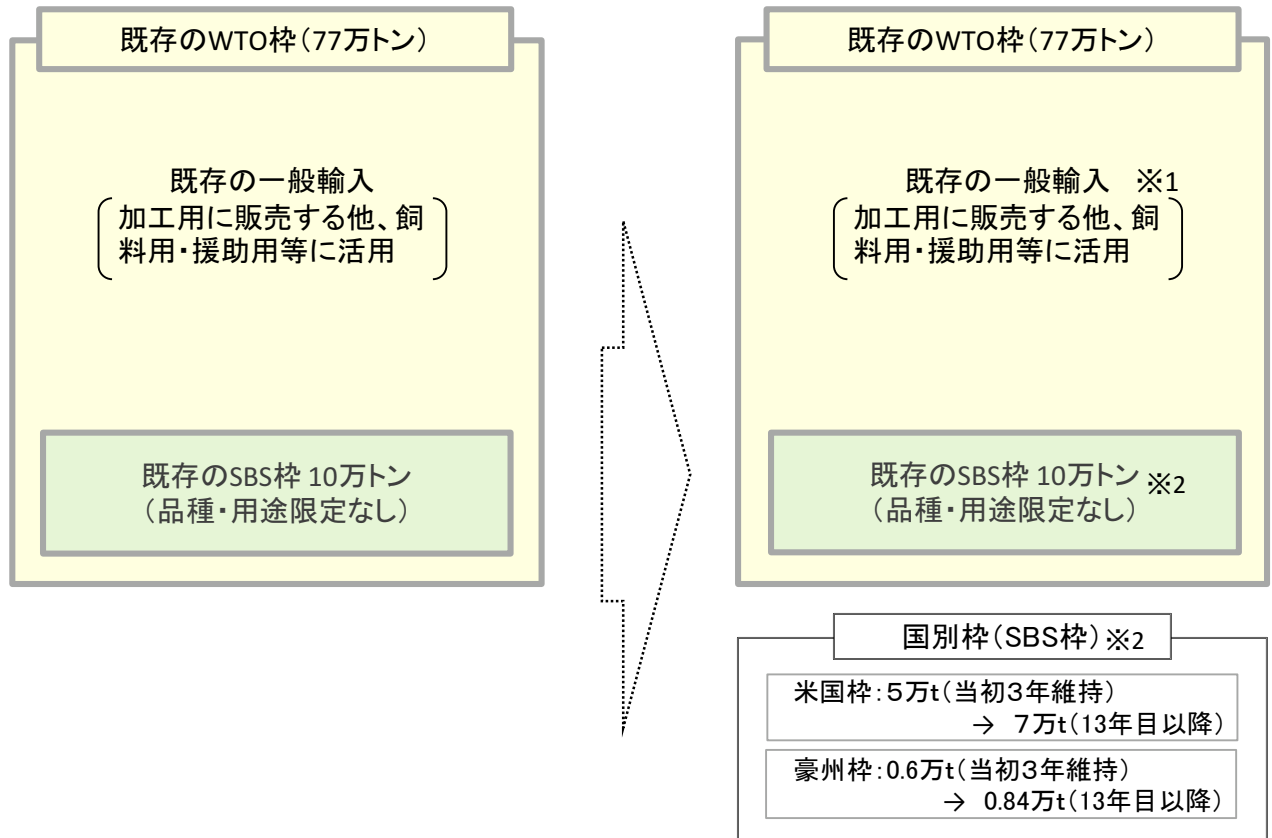 既存のWTO枠(77万トン)
既存の一般輸入
加工用に販売する他、飼
料用・援助用等に活用
既存のSBS枠 10万トン
(品種・用途限定なし)
既存のWTO枠(77万トン)
既存の一般輸入 ※1
加工用に販売する他、飼
料用・援助用等に活用
既存のSBS枠 10万トン ※2
(品種・用途限定なし)
国別枠(SBS枠)※2
米国枠:5万t(当初3年維持)
→ 7万t(13年目以降)
豪州枠:0.6万t(当初3年維持)
→ 0.84万t(13年目以降)